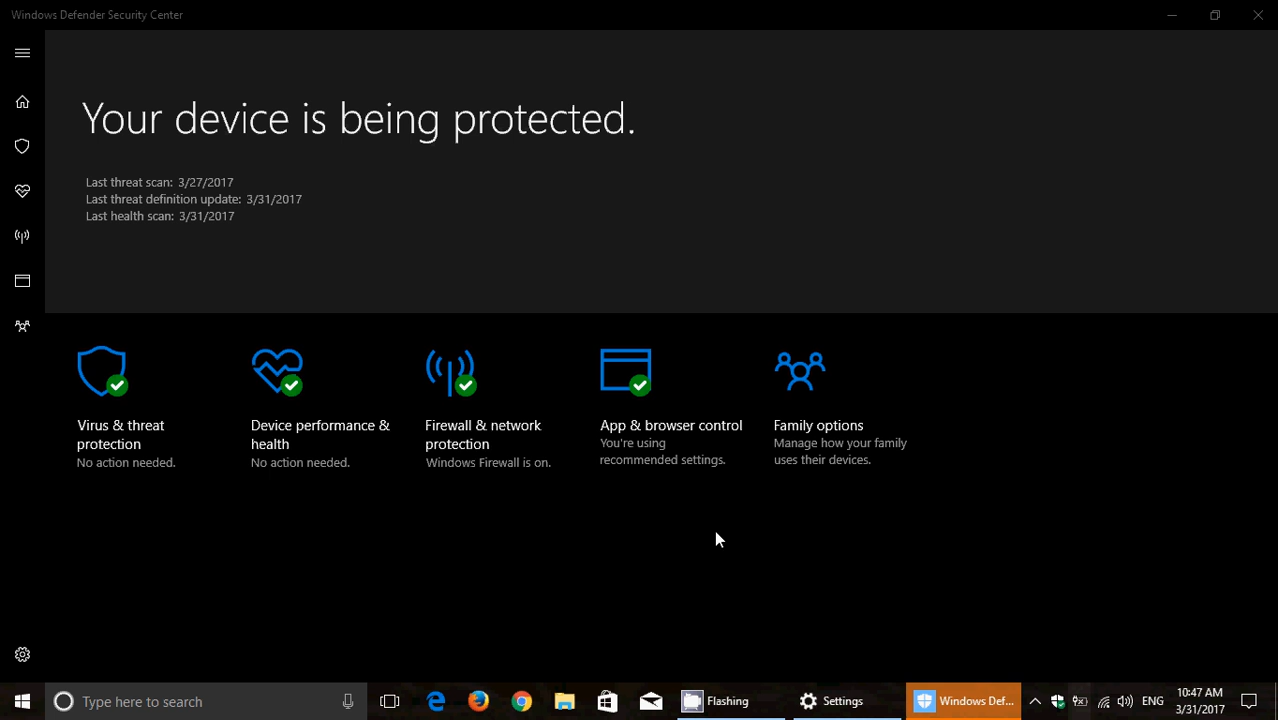 Windows Defender Security Center
Your device is being protected.
Last threat scan: 3/27/2017
Last threat definition update: 3/31/2017
Last health scan: 3/31/2017
Virus & threat
protection
No action needed.
Device performance &
health
No action needed.
Firewall & network
protection
Windows Firewall is on.
App & browser control
You're using
recommended settings.
Family options
Manage how your family
uses their devices.
Type here to search
Flashing
Settings
Windows Def...
ENG
10:47 AM
3/31/2017